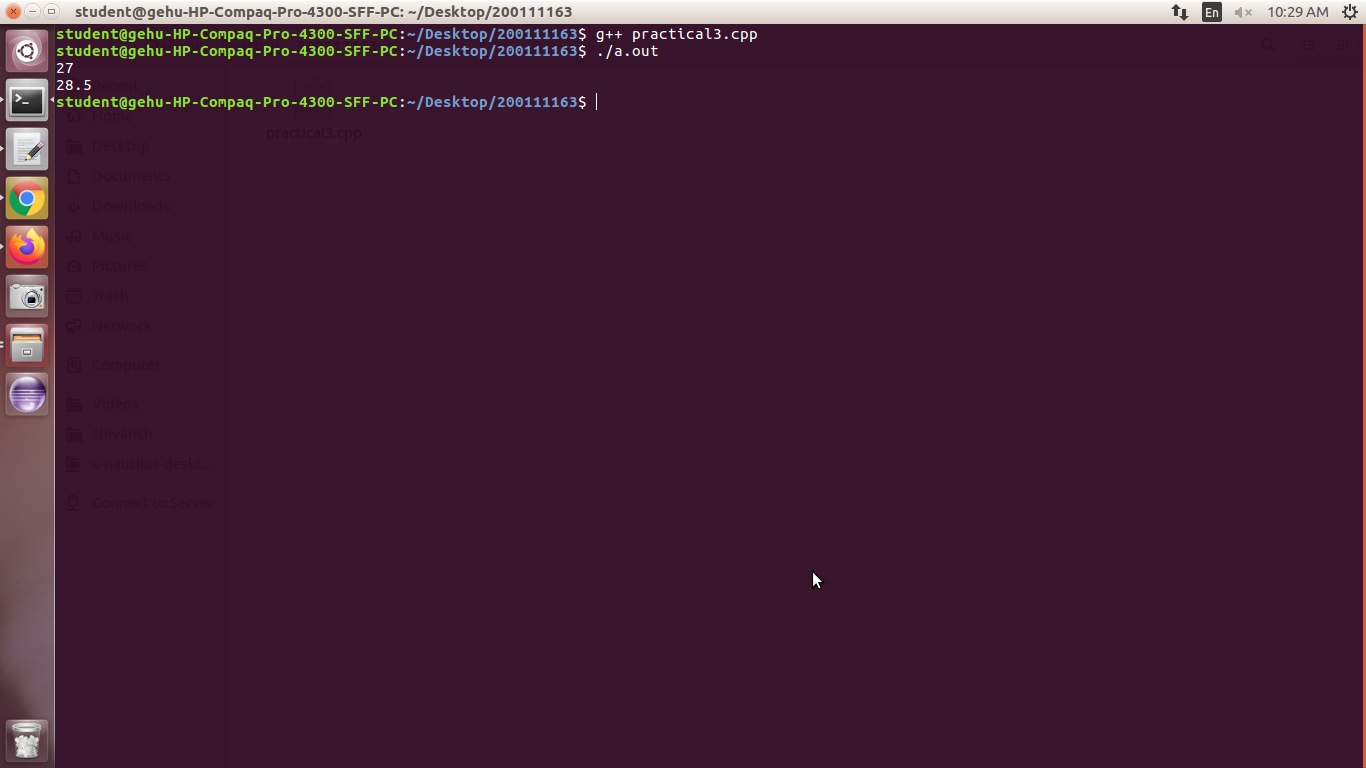 student@gehu-HP-Compaq-Pro-4300-SFF-PC: ~/Desktop/200111163
En
10:29 AM
student@gehu-HP-Compaq-Pro-4300-SFF-PC:~/Desktop/200111163$ g++ practical3.cpp
student@gehu-HP-Compaq-Pro-4300-SFF-PC:~/Desktop/200111163$ ./a.out
27
28.5
student@gehu-HP-Compaq-Pro-4300-SFF-PC:~/Desktop/200111163$
Recent
Home
practical3.cpp
Desktop
Documents
Downloads
Music
Pictures
Trash
Network
Computer
Videos
shivansh
x-nautilus-deskt...
Connect to Server